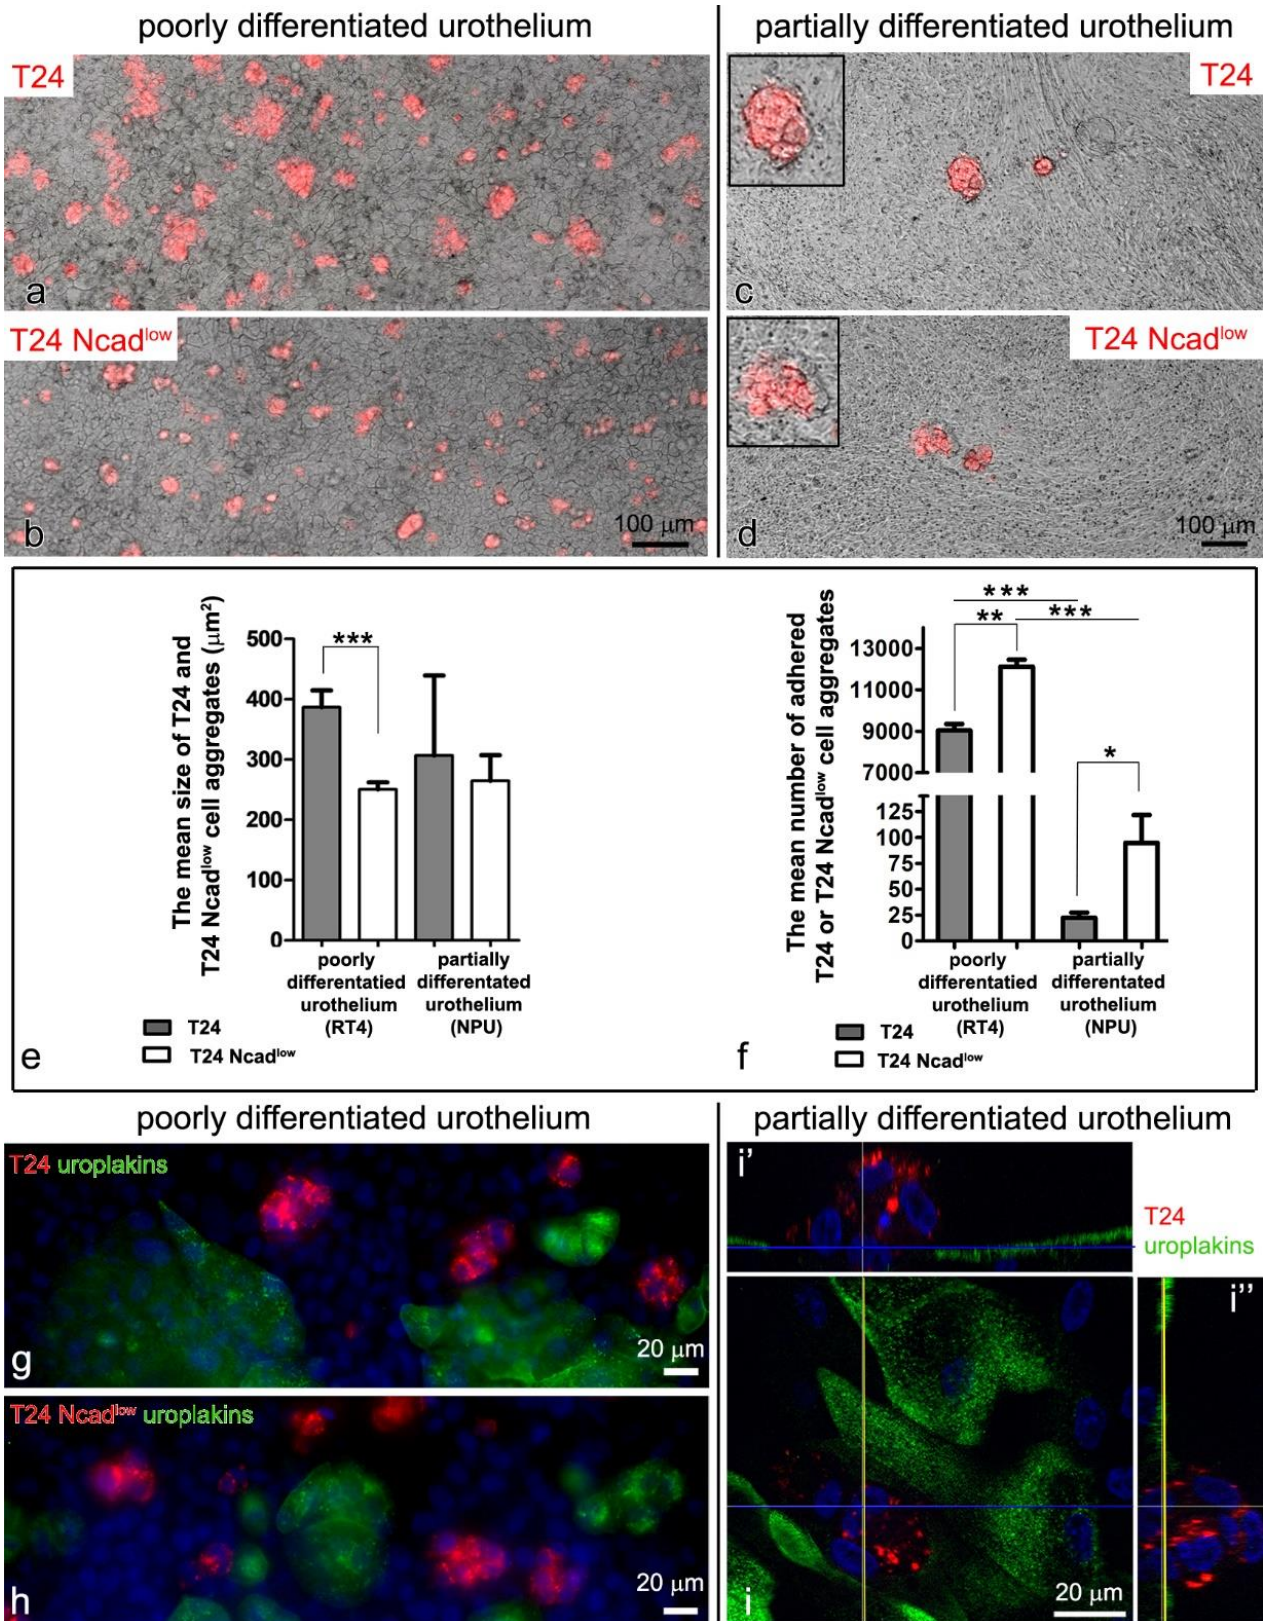 poorly differentiated urothelium
partially differentiated urothelium
T24
T24
a
c
T24 Ncadlow
T24 Ncadlow
b
100 µm
d
100 µm
The mean size of T24 and
T24 Ncadlow cell aggregates (µm²)
500
400
300
200
100
0
***
poorly
differentatied
urothelium
(RT4)
partially
differentated
urothelium
(NPU)
T24
T24 Ncadlow
e
The mean number of adhered
T24 or T24 Ncadlow cell aggregates
13000
11000
9000
7000
125
100
75
50
25
0
***
**
***
*
poorly
differentatied
urothelium
(RT4)
partially
differentated
urothelium
(NPU)
T24
T24 Ncadlow
f
poorly differentiated urothelium
partially differentiated urothelium
T24 uroplakins
g
20 µm
T24 Ncadlow uroplakins
h
20 µm
i'
T24
uroplakins
i''
i
20 µm